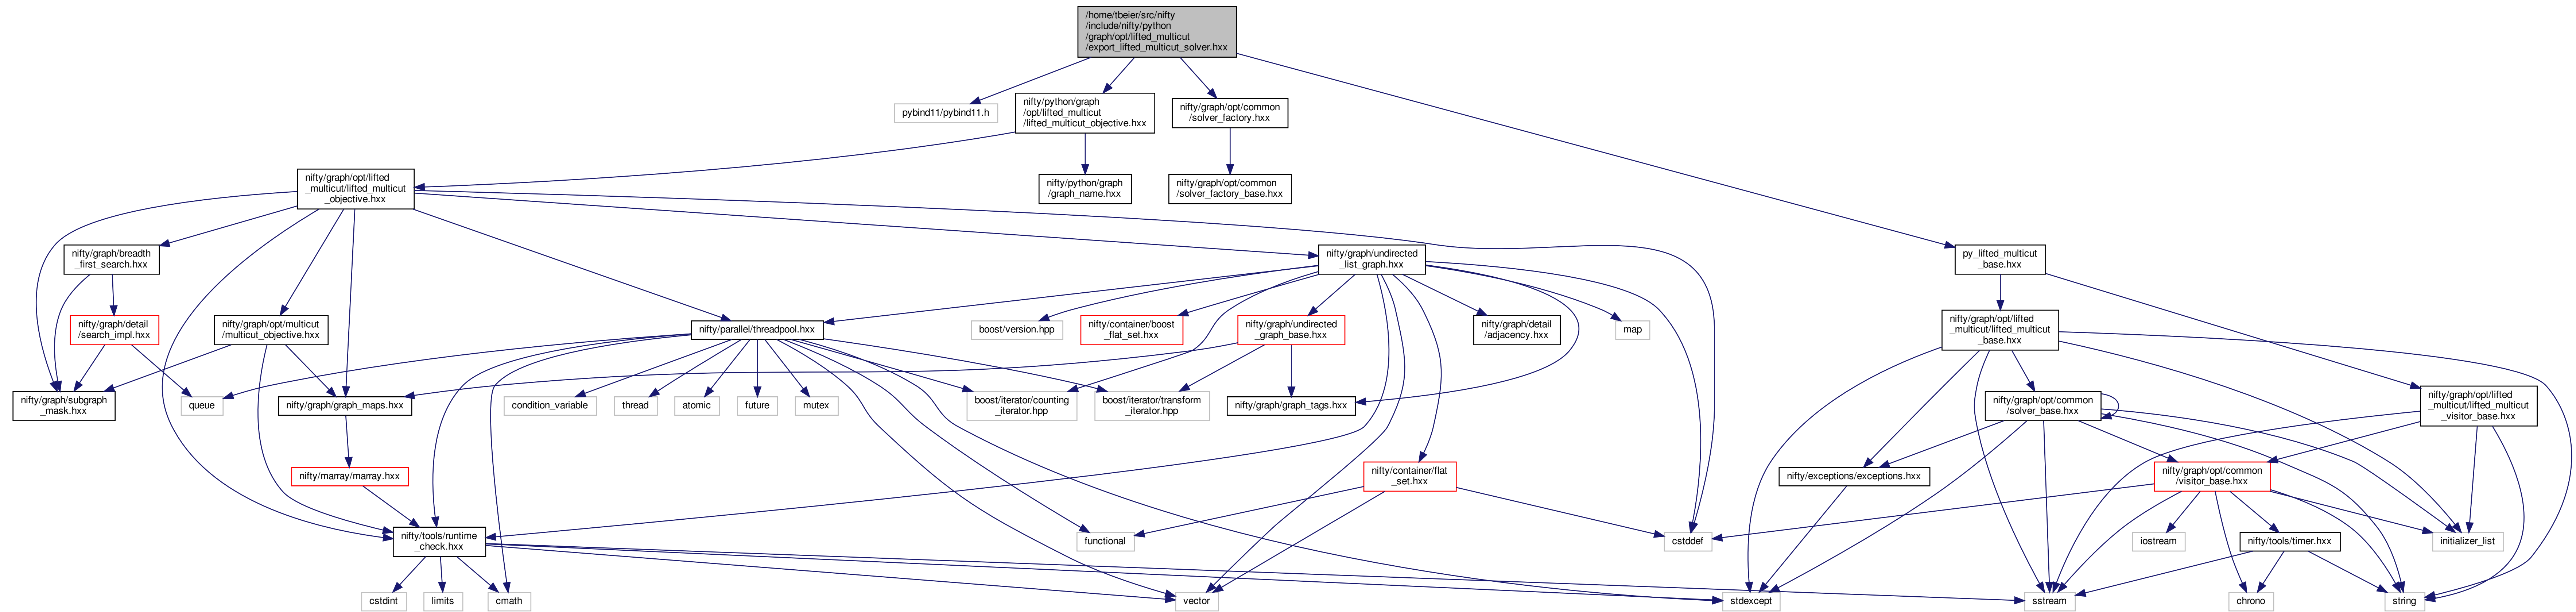 /home/tbeier/src/nifty
/include/nifty/python
/graph/opt/lifted_multicut
/export_lifted_multicut_solver.hxx
pybind11/pybind11.h
nifty/python/graph
/opt/lifted_multicut
/lifted_multicut_objective.hxx
nifty/graph/opt/common
/solver_factory.hxx
nifty/graph/opt/lifted
_multicut/lifted_multicut
_objective.hxx
nifty/python/graph
/graph_name.hxx
nifty/graph/opt/common
/solver_factory_base.hxx
nifty/graph/breadth
_first_search.hxx
nifty/graph/undirected
_list_graph.hxx
py_lifted_multicut
_base.hxx
nifty/graph/detail
/search_impl.hxx
nifty/graph/opt/multicut
/multicut_objective.hxx
nifty/parallel/threadpool.hxx
boost/version.hpp
nifty/container/boost
_flat_set.hxx
nifty/graph/undirected
_graph_base.hxx
nifty/graph/detail
/adjacency.hxx
map
nifty/graph/opt/lifted
_multicut/lifted_multicut
_base.hxx
nifty/graph/subgraph
_mask.hxx
queue
nifty/graph/graph_maps.hxx
condition_variable
thread
atomic
future
mutex
boost/iterator/counting
_iterator.hpp
boost/iterator/transform
_iterator.hpp
nifty/graph/graph_tags.hxx
nifty/graph/opt/common
/solver_base.hxx
nifty/graph/opt/lifted
_multicut/lifted_multicut
_visitor_base.hxx
nifty/marray/marray.hxx
nifty/container/flat
_set.hxx
nifty/exceptions/exceptions.hxx
nifty/graph/opt/common
/visitor_base.hxx
nifty/tools/runtime
_check.hxx
functional
cstddef
iostream
nifty/tools/timer.hxx
initializer_list
cstdint
limits
cmath
vector
stdexcept
sstream
chrono
string